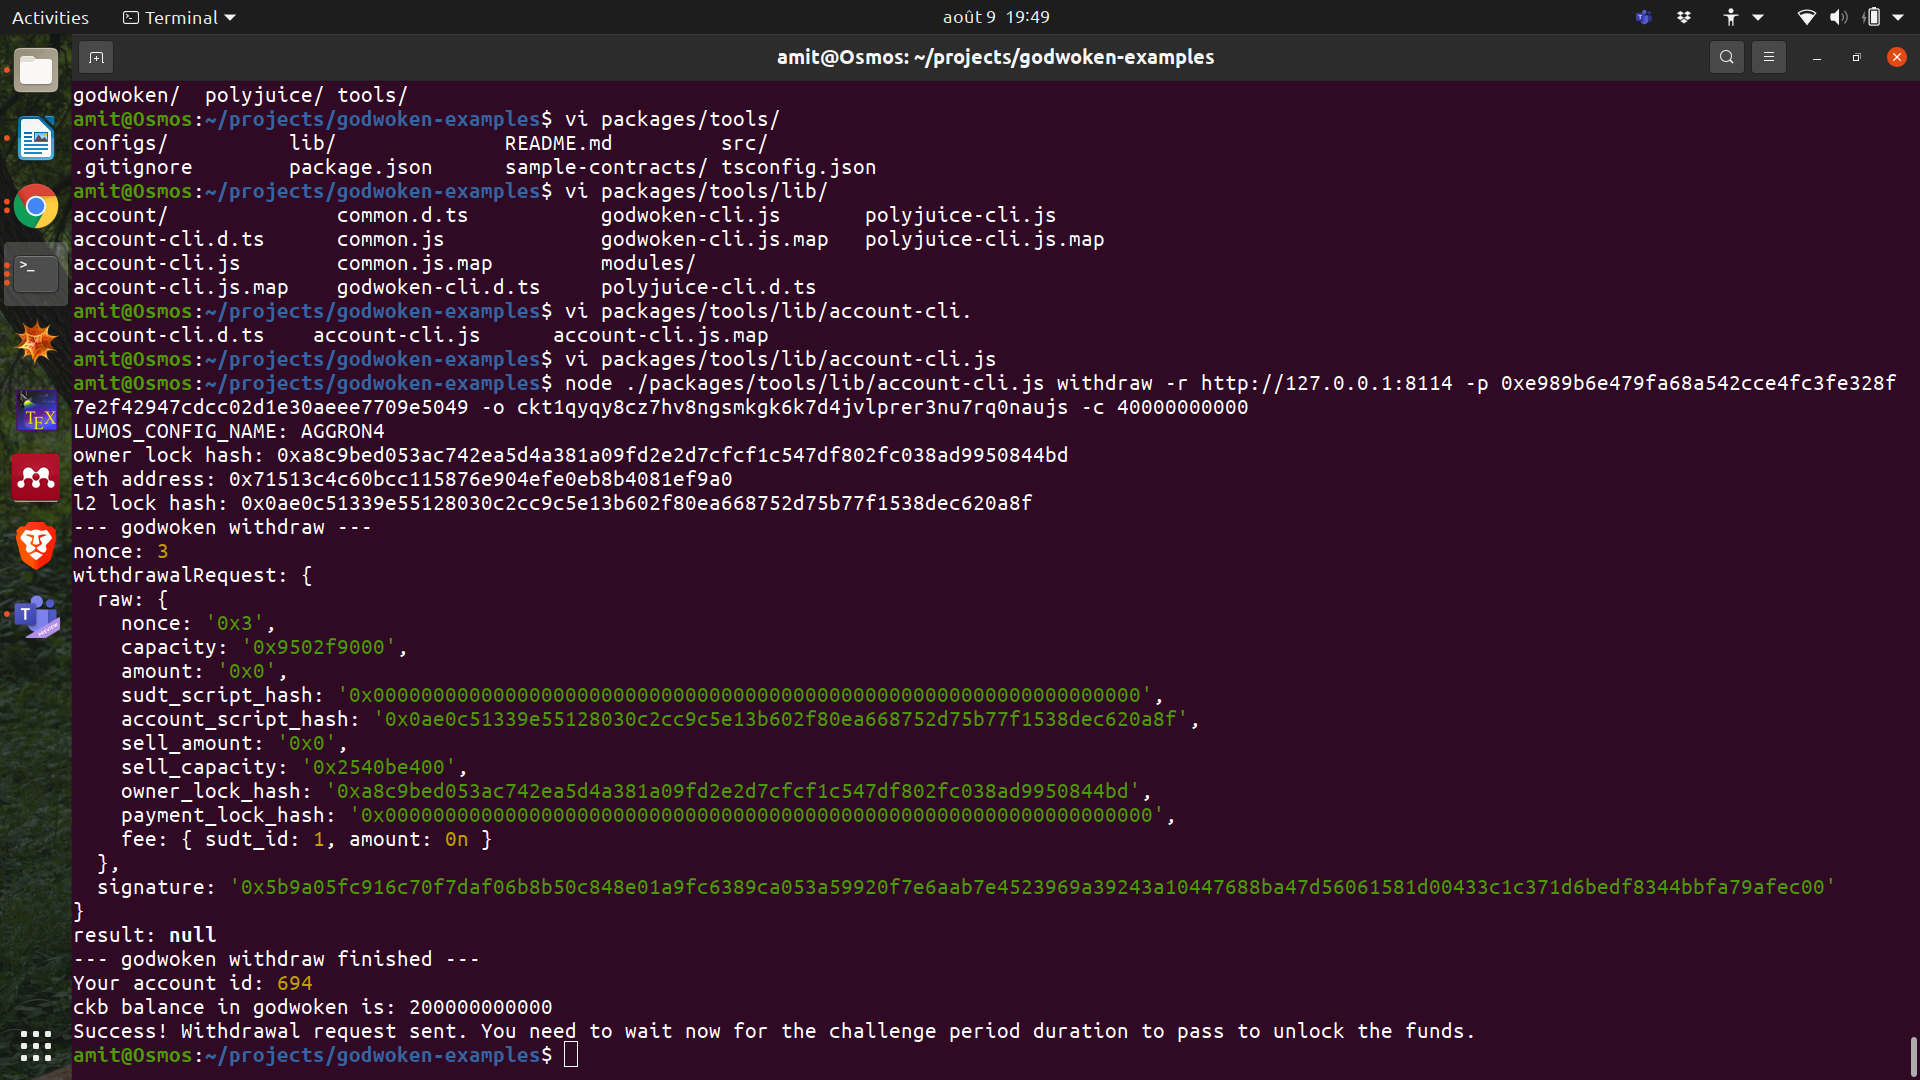 Activities Terminal août 9 19:49
amit@Osmos: ~/projects/godwoken-examples
godwoken/ polyjuice/ tools/
amit@Osmos:~/projects/godwoken-examples$ vi packages/tools/
configs/ lib/ README.md src/
.gitignore package.json sample-contracts/ tsconfig.json
amit@Osmos:~/projects/godwoken-examples$ vi packages/tools/lib/
account/ common.d.ts godwoken-cli.js polyjuice-cli.js
account-cli.d.ts common.js godwoken-cli.js.map polyjuice-cli.js.map
account-cli.js common.js.map modules/
account-cli.js.map godwoken-cli.d.ts polyjuice-cli.d.ts
amit@Osmos:~/projects/godwoken-examples$ vi packages/tools/lib/account-cli.
account-cli.d.ts account-cli.js account-cli.js.map
amit@Osmos:~/projects/godwoken-examples$ vi packages/tools/lib/account-cli.js
amit@Osmos:~/projects/godwoken-examples$ node ./packages/tools/lib/account-cli.js withdraw -r http://127.0.0.1:8114 -p 0xe989b6e479fa68a542cce4fc3fe328f
7e2f42947cdcc02d1e30aeee7709e5049 -o ckt1qyqy8cz7hv8ngsmkgk6k7d4jvlprer3nu7rq0naujs -c 40000000000
LUMOS_CONFIG_NAME: AGGRON4
owner lock hash: 0xa8c9bed053ac742ea5d4a381a09fd2e2d7cfcf1c547df802fc038ad9950844bd
eth address: 0x71513c4c60bcc115876e904efe0eb8b4081ef9a0
l2 lock hash: 0x0ae0c51339e55128030c2cc9c5e13b602f80ea668752d75b77f1538dec620a8f
--- godwoken withdraw ---
nonce: 3
withdrawalRequest: {
raw: {
nonce: '0x3',
capacity: '0x9502f9000',
amount: '0x0',
sudt_script_hash: '0x0000000000000000000000000000000000000000000000000000000000000000',
account_script_hash: '0x0ae0c51339e55128030c2cc9c5e13b602f80ea668752d75b77f1538dec620a8f',
sell_amount: '0x0',
sell_capacity: '0x2540be400',
owner_lock_hash: '0xa8c9bed053ac742ea5d4a381a09fd2e2d7cfcf1c547df802fc038ad9950844bd',
payment_lock_hash: '0x0000000000000000000000000000000000000000000000000000000000000000',
fee: { sudt_id: 1, amount: 0n }
},
signature: '0x5b9a05fc916c70f7daf06b8b50c848e01a9fc6389ca053a59920f7e6aab7e4523969a39243a10447688ba47d56061581d00433c1c371d6bedf8344bbfa79afec00'
}
result: null
--- godwoken withdraw finished ---
Your account id: 694
ckb balance in godwoken is: 200000000000
Success! Withdrawal request sent. You need to wait now for the challenge period duration to pass to unlock the funds.
amit@Osmos:~/projects/godwoken-examples$